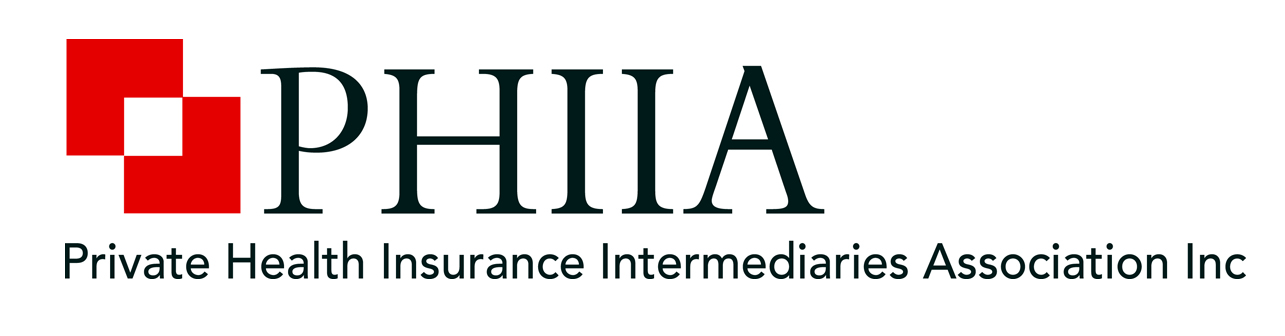 PHIIA
Private Health Insurance Intermediaries Association Inc